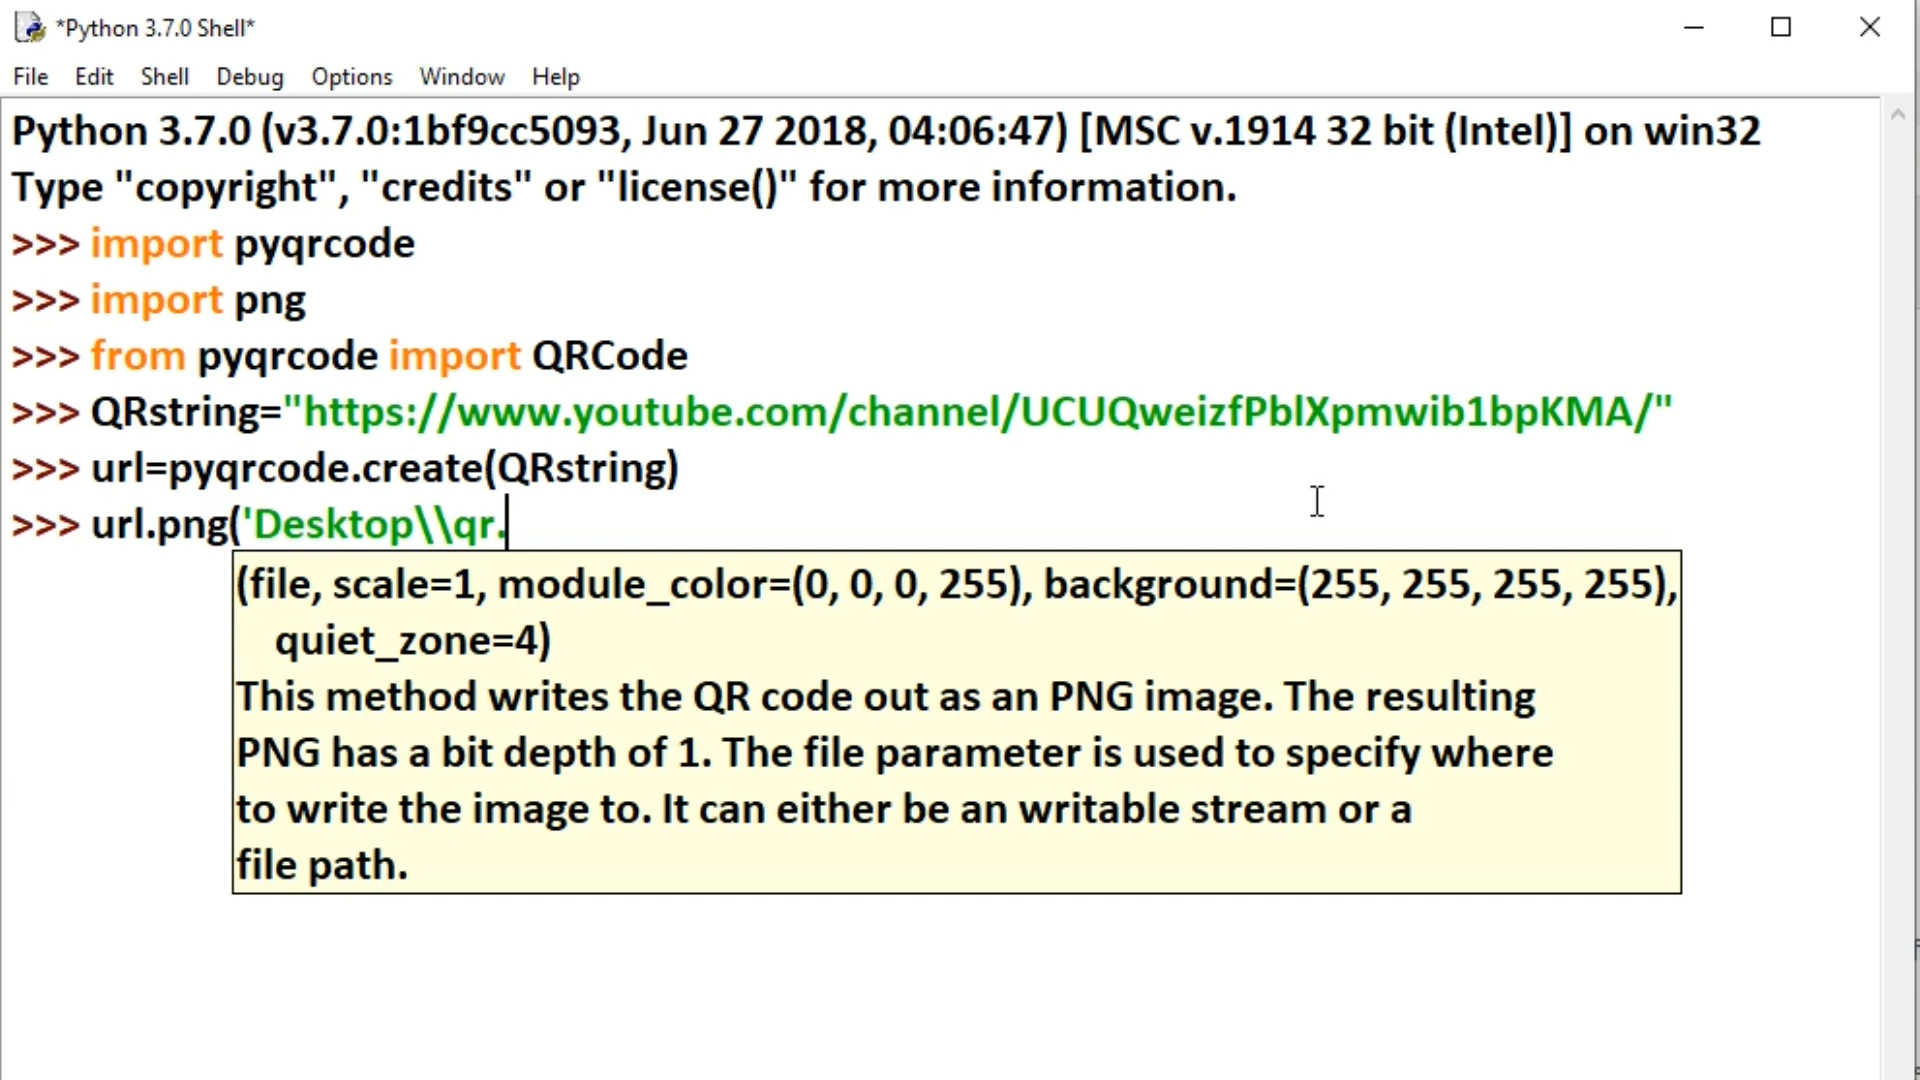 *Python 3.7.0 Shell*
File Edit Shell Debug Options Window Help
Python 3.7.0 (v3.7.0:1bf9cc5093, Jun 27 2018, 04:06:47) [MSC v.1914 32 bit (Intel)] on win32
Type "copyright", "credits" or "license()" for more information.
>>> import pyqrcode
>>> import png
>>> from pyqrcode import QRCode
>>> QRstring="https://www.youtube.com/channel/UCUQweizfPblXpmwib1bpKMA/"
>>> url=pyqrcode.create(QRstring)
>>> url.png('Desktop\\qr.
(file, scale=1, module_color=(0, 0, 0, 255), background=(255, 255, 255, 255),
quiet_zone=4)
This method writes the QR code out as an PNG image. The resulting
PNG has a bit depth of 1. The file parameter is used to specify where
to write the image to. It can either be an writable stream or a
file path.